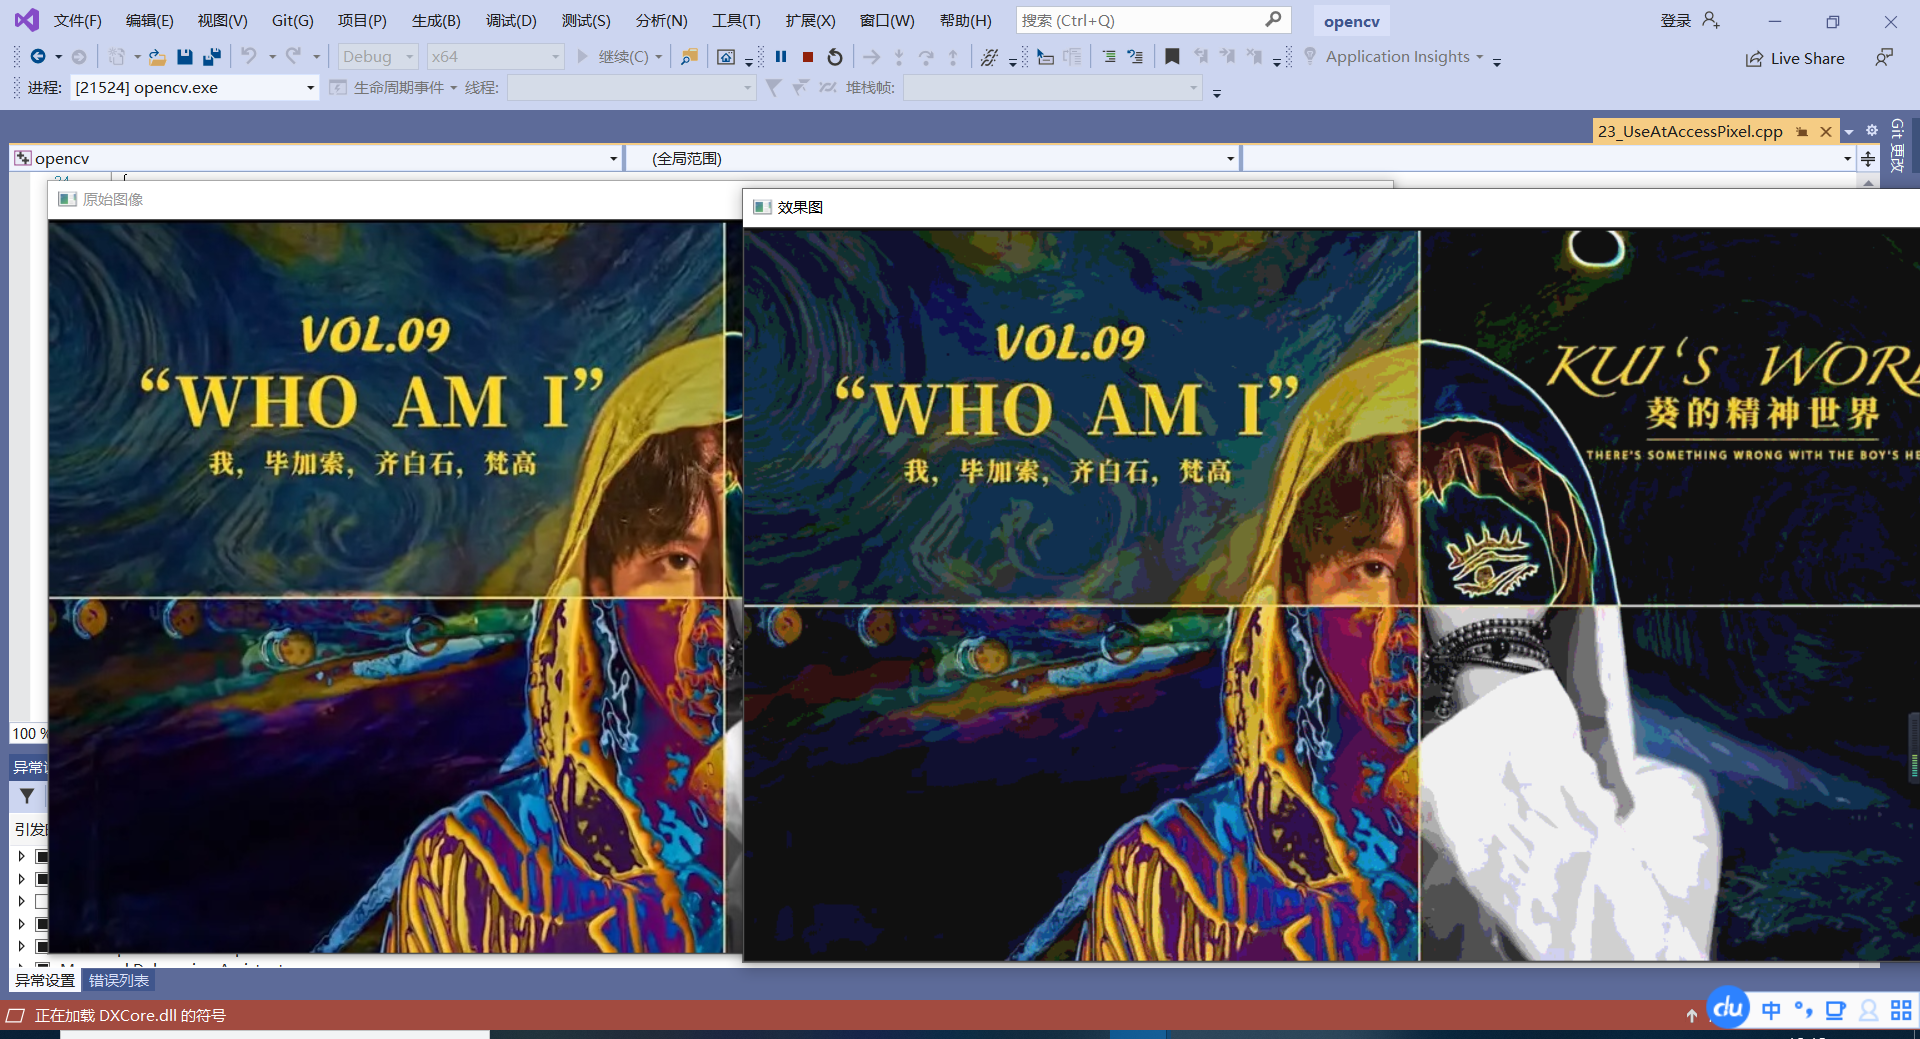 文件(F) 编辑(E) 视图(V) Git(G) 项目(P) 生成(B) 调试(D) 测试(S) 分析(N) 工具(T) 扩展(X) 窗口(W) 帮助(H) 搜索 (Ctrl+Q) opencv 登录
Debug x64 继续(C) Application Insights Live Share
进程: [21524] opencv.exe 生命周期事件 线程: 堆栈帧:
23_UseAtAccessPixel.cpp
Git 更改
opencv (全局范围)
原始图像
效果图
VOL.09
“WHO AM I”
我，毕加索，齐白石，梵高
VOL.09
“WHO AM I”
我，毕加索，齐白石，梵高
KUI'S WOR
葵的精神世界
THERE'S SOMETHING WRONG WITH THE BOY'S HE
100 %
异常设
引发
异常设置 错误列表
正在加载 DXCore.dll 的符号
du 中